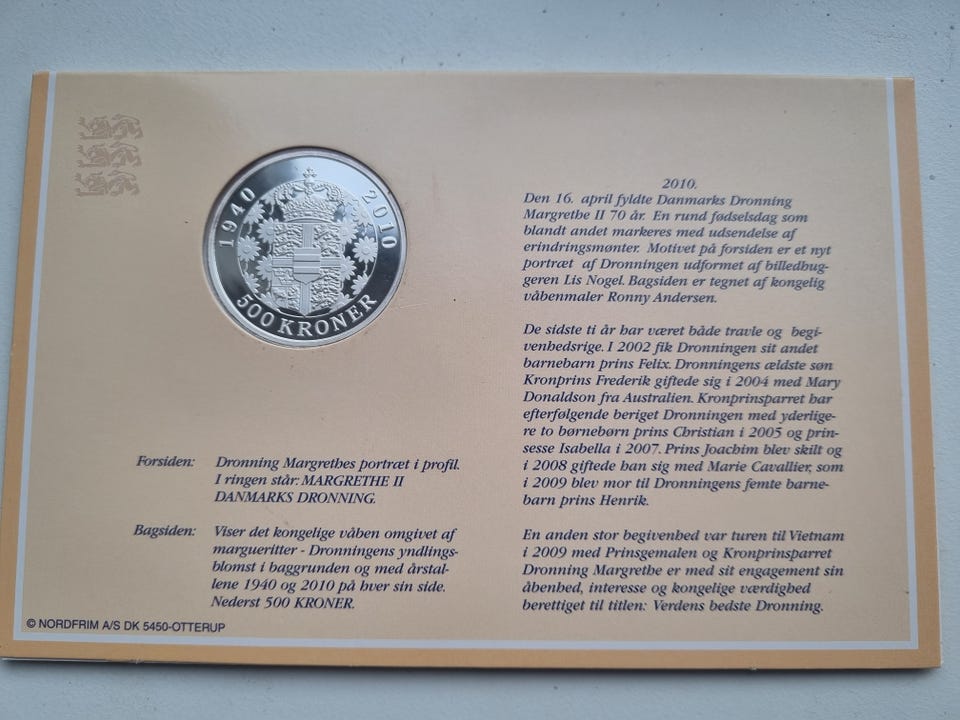 1940 2010
500 KRONER
Forsiden: Dronning Margrethes portræt i profil.
I ringen står: MARGRETHE II
DANMARKS DRONNING.
Bagsiden: Viser det kongelige våben omgivet af
margueritter - Dronningens yndlings-
blomst i baggrunden og med årstal-
lene 1940 og 2010 på hver sin side.
Nederst 500 KRONER.
© NORDFRIM A/S DK 5450-OTTERUP
2010.
Den 16. april fyldte Danmarks Dronning
Margrethe II 70 år. En rund fødselsdag som
blandt andet markeres med udsendelse af
erindringsmønter. Motivet på forsiden er et nyt
portræt af Dronningen udformet af billedhug-
geren Lis Nogel. Bagsiden er tegnet af kongelig
våbenmaler Ronny Andersen.
De sidste ti år har været både travle og begi-
venhedsrige. I 2002 fik Dronningen sit andet
barnebarn prins Felix. Dronningens ældste søn
Kronprins Frederik giftede sig i 2004 med Mary
Donaldson fra Australien. Kronprinsparret har
efterfølgende beriget Dronningen med yderlige-
re to børnebørn prins Christian i 2005 og prin-
sesse Isabella i 2007. Prins Joachim blev skilt og
i 2008 giftede han sig med Marie Cavallier, som
i 2009 blev mor til Dronningens femte barne-
barn prins Henrik.
En anden stor begivenhed var turen til Vietnam
i 2009 med Prinsgemalen og Kronprinsparret
Dronning Margrethe er med sit engagement sin
åbenhed, interesse og kongelige værdighed
berettiget til titlen: Verdens bedste Dronning.